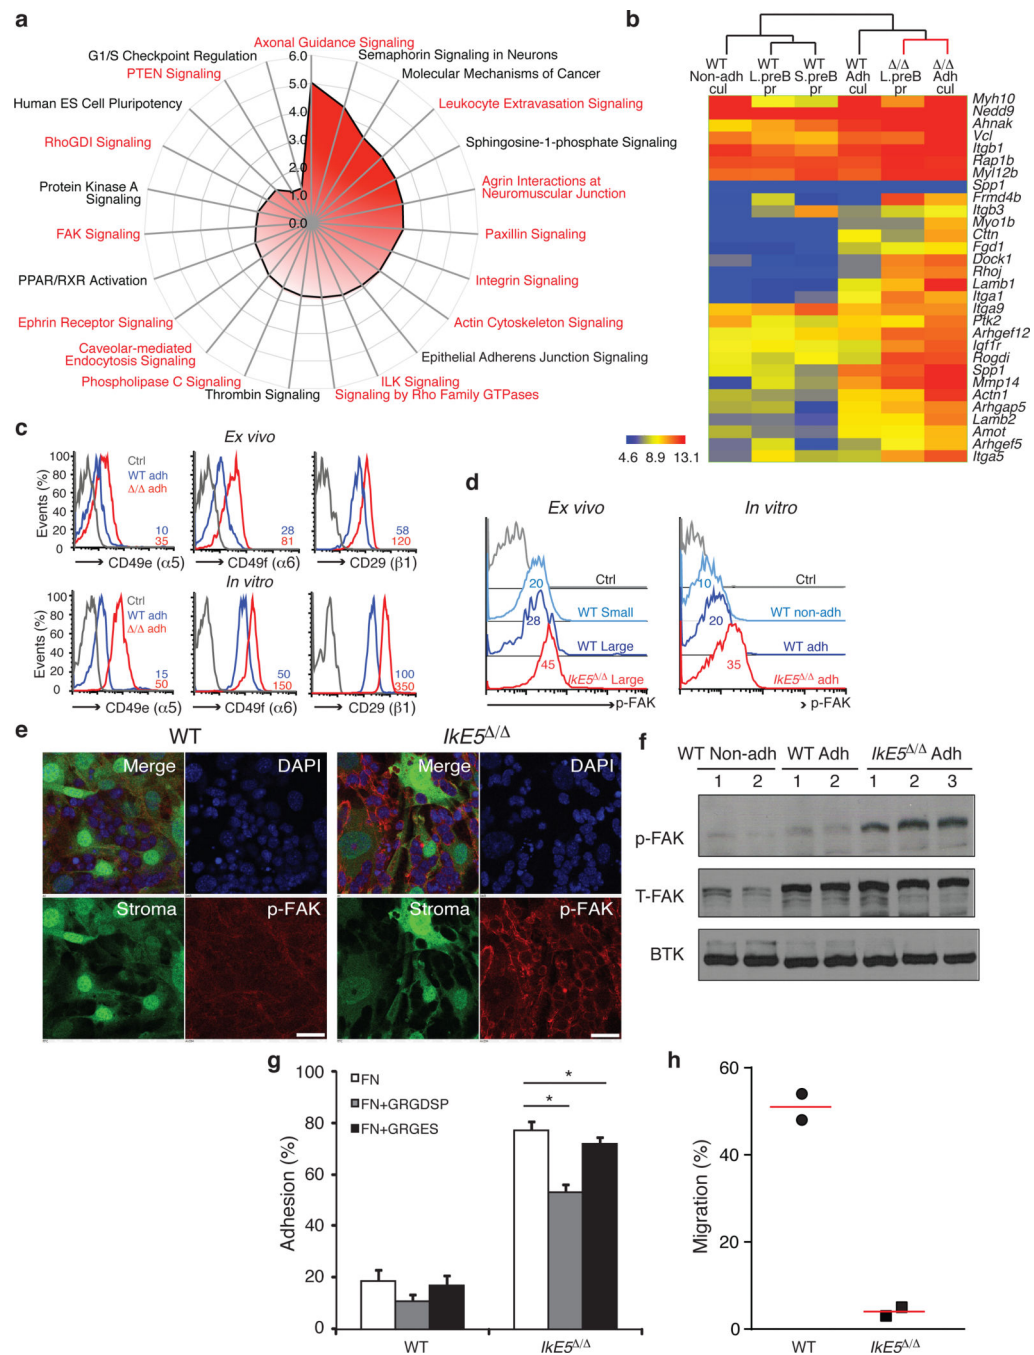 a
Axonal Guidance Signaling
Semaphorin Signaling in Neurons
Molecular Mechanisms of Cancer
Leukocyte Extravasation Signaling
Sphingosine-1-phosphate Signaling
Agrin Interactions at
Neuromuscular Junction
Paxillin Signaling
Integrin Signaling
Actin Cytoskeleton Signaling
Epithelial Adherens Junction Signaling
ILK Signaling
Signaling by Rho Family GTPases
Thrombin Signaling
Phospholipase C Signaling
Caveolar-mediated
Endocytosis Signaling
Ephrin Receptor Signaling
PPAR/RXR Activation
FAK Signaling
Protein Kinase A
Signaling
RhoGDI Signaling
Human ES Cell Pluripotency
PTEN Signaling
G1/S Checkpoint Regulation
6.0
5.0
4.0
3.0
2.0
1.0
0.0
b
WT Non-adh cul
WT L.preB pr
WT S.preB pr
WT Adh cul
Δ/Δ L.preB pr
Δ/Δ Adh cul
Myh10
Nedd9
Ahnak
Vcl
Itgb1
Rap1b
Myl12b
Spp1
Frmd4b
Itgb3
Myo1b
Cttn
Fgd1
Dock1
Rhoj
Lamb1
Itga1
Itga9
Ptk2
Arhgef12
Igf1r
Rogdi
Spp1
Mmp14
Actn1
Arhgap5
Lamb2
Amot
Arhgef5
Itga5
4.6 8.9 13.1
c
Ex vivo
Events (%)
100
80
60
40
20
0
Ctrl
WT adh
Δ/Δ adh
10
35
CD49e (α5)
28
81
CD49f (α6)
58
120
CD29 (β1)
In vitro
Events (%)
100
80
60
40
20
0
Ctrl
WT adh
Δ/Δ adh
15
50
CD49e (α5)
50
150
CD49f (α6)
100
350
CD29 (β1)
d
Ex vivo
Ctrl
20
WT Small
28
WT Large
45
IkE5Δ/Δ Large
p-FAK
In vitro
Ctrl
10
WT non-adh
20
WT adh
35
IkE5Δ/Δ adh
p-FAK
e
WT
IkE5Δ/Δ
Merge
DAPI
Merge
DAPI
Stroma
p-FAK
Stroma
p-FAK
f
WT Non-adh WT Adh IkE5Δ/Δ Adh
1 2 1 2 1 2 3
p-FAK
T-FAK
BTK
g
Adhesion (%)
100
80
60
40
20
0
FN
FN+GRGDSP
FN+GRGES
*
*
WT
IkE5Δ/Δ
h
Migration (%)
60
40
20
0
WT
IkE5Δ/Δ